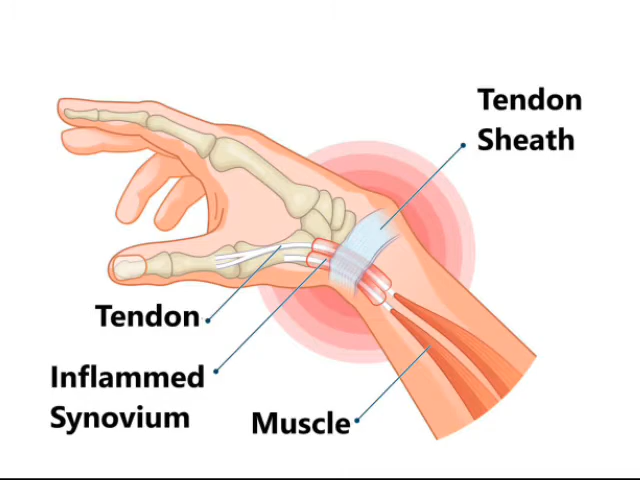 Tendon
Sheath
Tendon
Inflammed
Synovium
Muscle